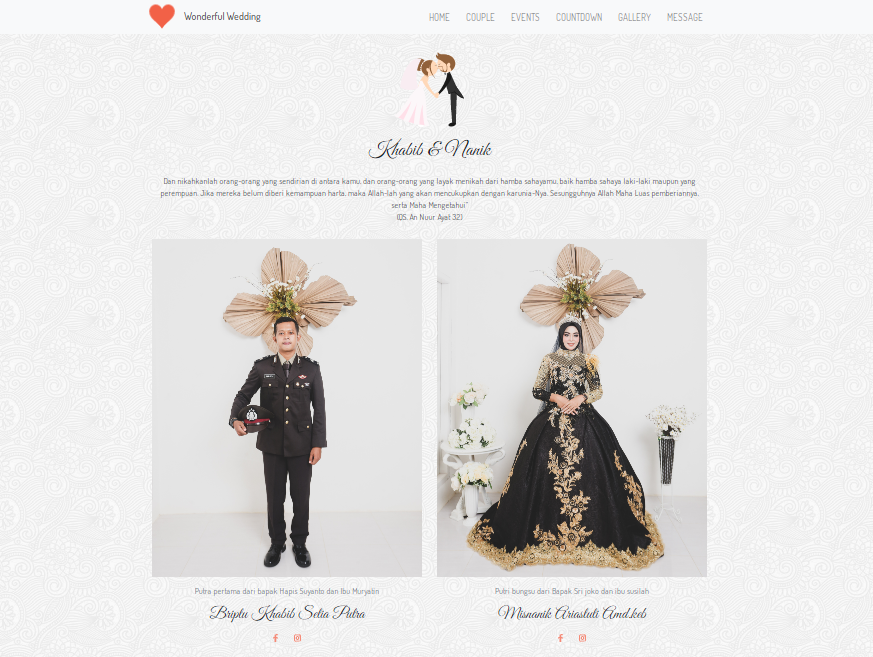 Wonderful Wedding
HOME COUPLE EVENTS COUNTDOWN GALLERY MESSAGE
Khabib & Nanik
Dan nikahkanlah orang-orang yang sendirian di antara kamu, dan orang-orang yang layak menikah dari hamba sahayamu, baik hamba sahaya laki-laki maupun yang
perempuan. Jika mereka belum diberi kemampuan harta, maka Allah-lah yang akan mencukupkan dengan karunia-Nya. Sesungguhnya Allah Maha Luas pemberiannya,
serta Maha Mengetahui"
(QS. An Nuur Ayat 32)
Putra pertama dari bapak Hapis Suyanto dan Ibu Muryatin
Briptu Khabib Setia Putra
Putri bungsu dari Bapak Sri joko dan ibu susilah
Misnanik Ariastuti Amd.keb